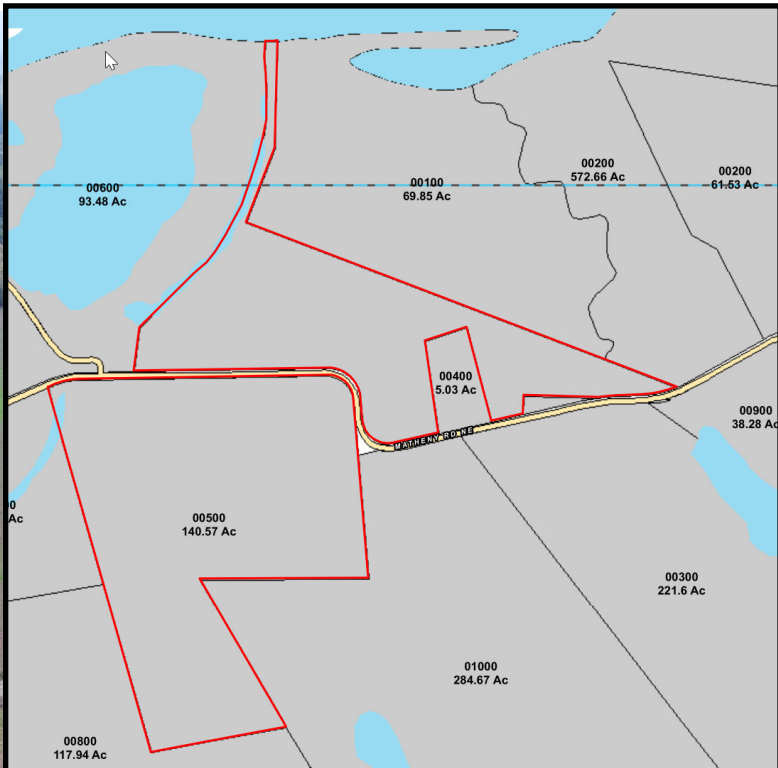 00600
93.48 Ac
00100
69.85 Ac
00200
572.66 Ac
00200
61.53 Ac
00400
5.03 Ac
MATHENY RD NE
00900
38.28 Ac
0
Ac
00500
140.57 Ac
00300
221.6 Ac
01000
284.67 Ac
00800
117.94 Ac